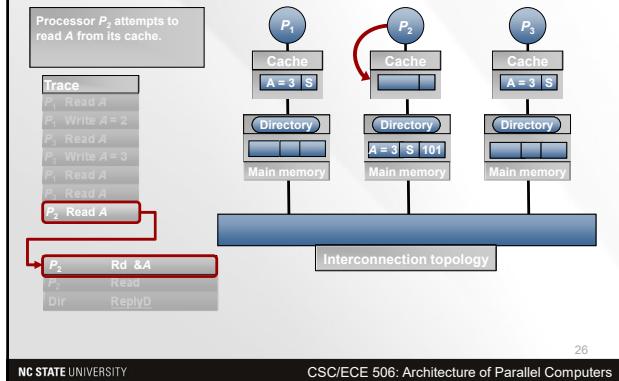 Processor P₂ attempts to
read A from its cache.
P₁
P₂
P₃
Cache
Cache
Cache
A = 3 S
A = 3 S
Trace
P₁ Read A
P₁ Write A = 2
Read A
Write A = 3
P₁ Read A
Read A
P₂ Read A
Directory
Directory
Directory
A = 3 S 101
Main memory
Main memory
Main memory
P₂ Rd &A
P₂ Read
Dir ReplyD
Interconnection topology
26
NC STATE UNIVERSITY
CSC/ECE 506: Architecture of Parallel Computers